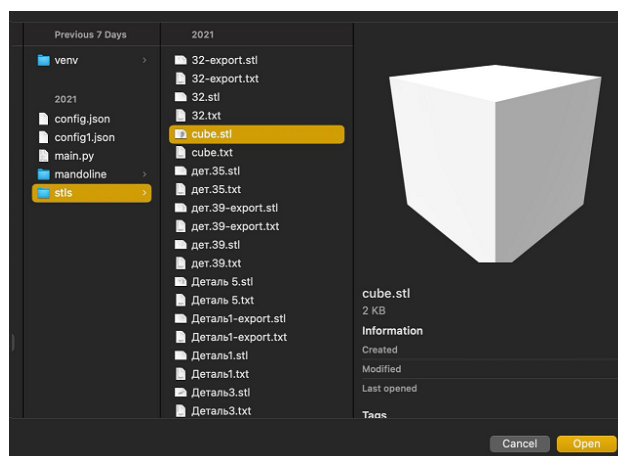 Previous 7 Days
venv
2021
config.json
config1.json
main.py
mandoline
stls
2021
32-export.stl
32-export.txt
32.stl
32.txt
cube.stl
cube.txt
дет.35.stl
дет.35.txt
дет.39-export.stl
дет.39-export.txt
дет.39.stl
дет.39.txt
Деталь 5.stl
Деталь 5.txt
Деталь1-export.stl
Деталь1-export.txt
Деталь1.stl
Деталь1.txt
Деталь3.stl
Деталь3.txt
cube.stl
2 KB
Information
Created
Modified
Last opened
Tags
Cancel
Open